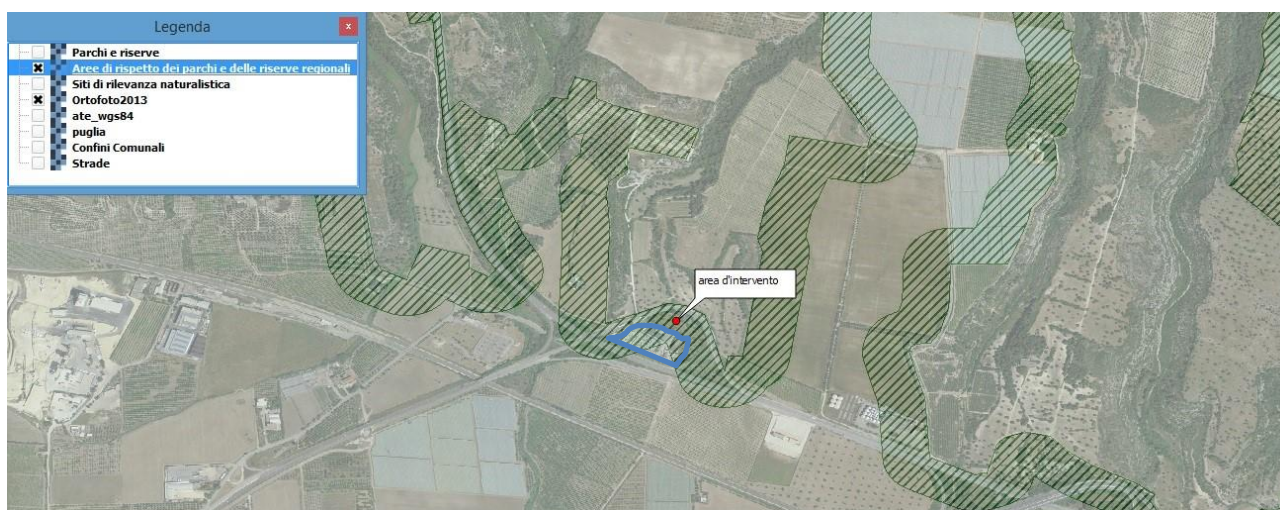 Legenda
Parchi e riserve
Aree di rispetto dei parchi e delle riserve regionali
Siti di rilevanza naturalistica
Ortofoto2013
ate_wgs84
puglia
Confini Comunali
Strade
area d'intervento